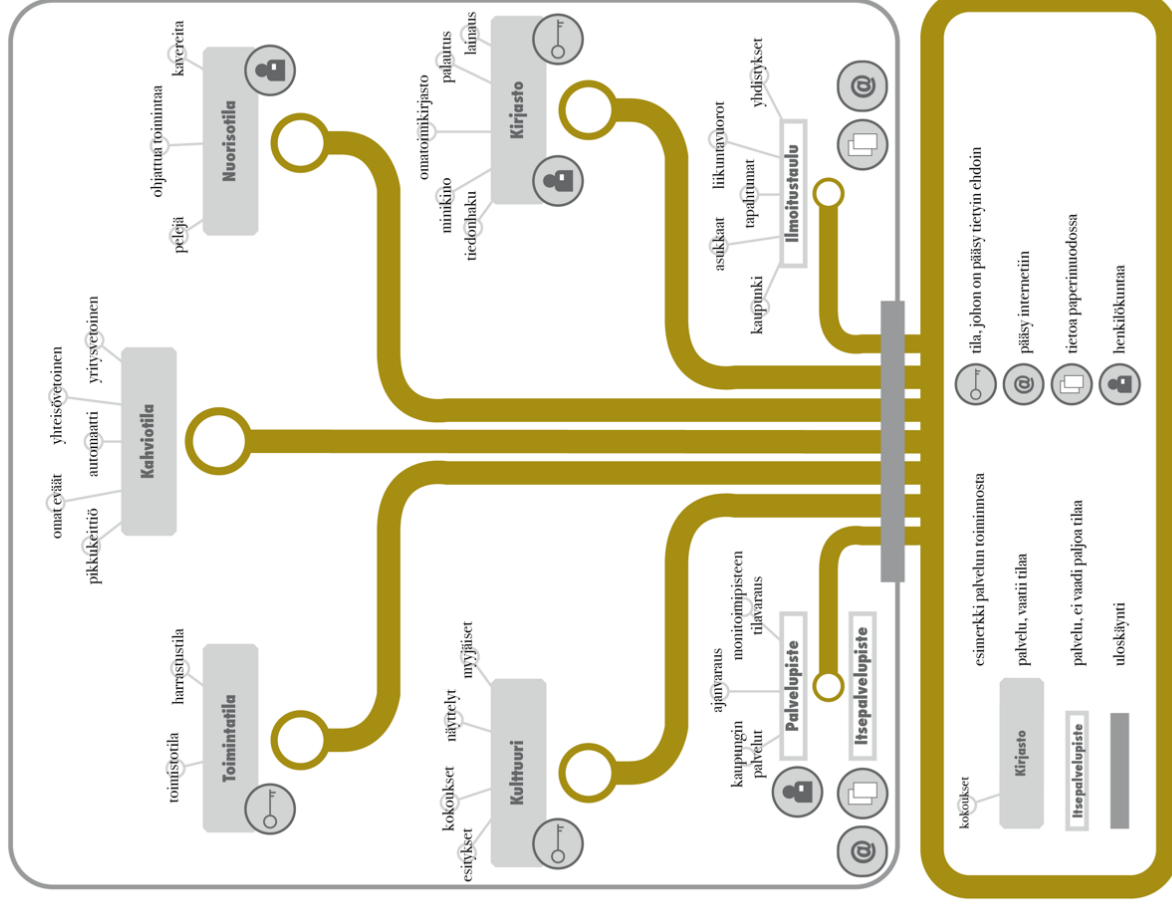 toimistotila
harrastustila
Toimintatila
omat eväät
yhteisövetoinen
pikkukeittiö
automaatti
yritysvetoinen
Kahviotila
ohjattua toimintaa
kavereita
pelejä
Nuorisotila
kokoukset
näyttelyt
esitykset
myyjäiset
Kulttuuri
omatoimikirjasto
minikino
palautus
tiedonhaku
lainaus
Kirjasto
ajanvaraus
kaupungin
palvelut
monitoimipisteen
tilavaraus
Palvelupiste
Itsepalvelupiste
@
asukkaat
liikuntavuorot
tapahtumat
kaupunki
yhdistykset
Ilmoitustaulu
@
kokoukset
esimerkki palvelun toiminnosta
Kirjasto
palvelu, vaatii tilaa
Itsepalvelupiste
palvelu, ei vaadi paljoa tilaa
uloskäynti
tila, johon on pääsy tietyin ehdoin
@
pääsy internetiin
tietoa paperimuodossa
henkilökuntaa